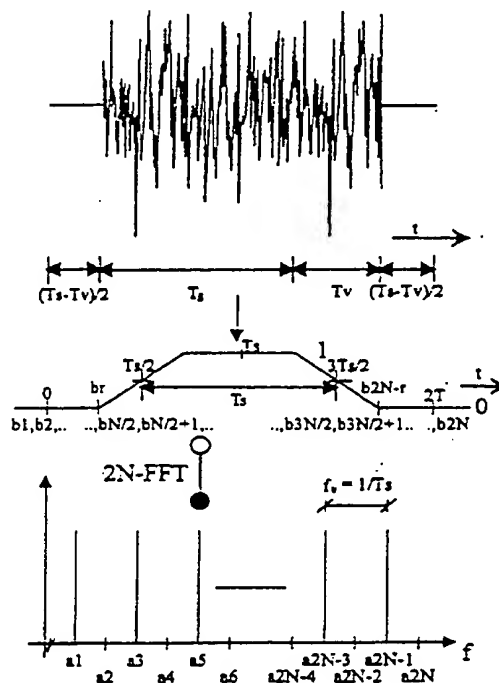 t
(Ts-Tv)/2 Tg Tv (Ts-Tv)/2
Ts 1
Ts/2 3Ts/2
0 br Ts b2N-r 2T t
0
b1,b2,.. ..,bN/2,bN/2+1,.. ..,b3N/2,b3N/2+1... ..,b2N
2N-FFT
fu = 1/Ts
f
a1 a3 a5 a2N-3 a2N-1
a2 a4 a6 a2N-4 a2N-2 a2N